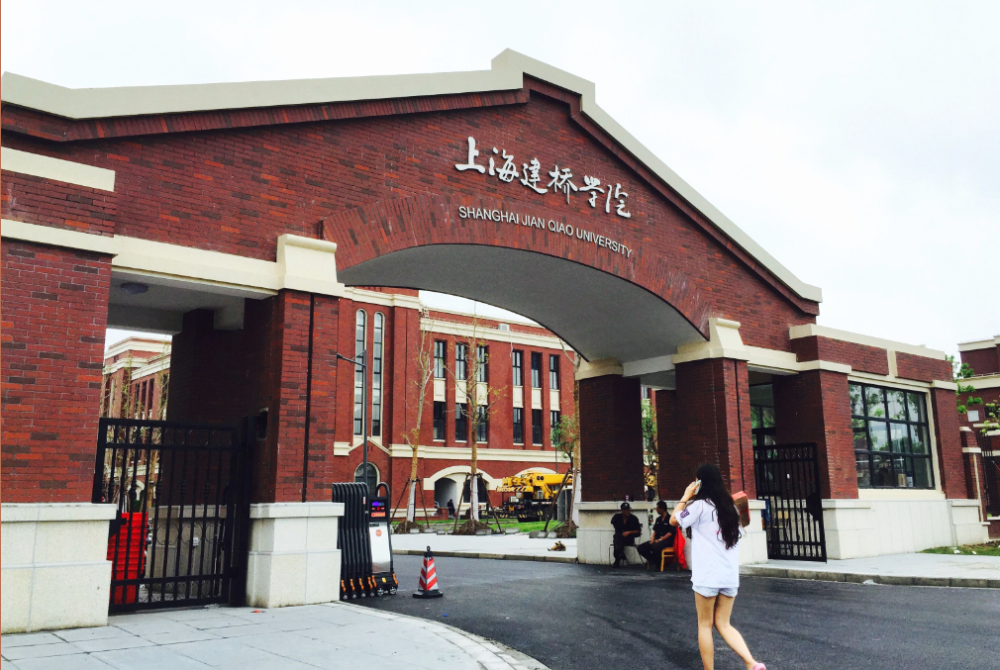 上海建桥学院
SHANGHAI JIAN QIAO UNIVERSITY